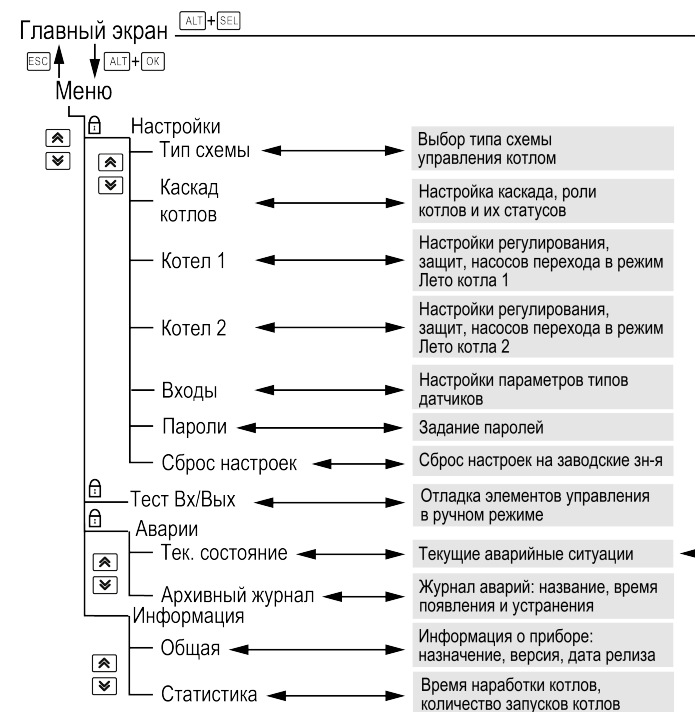 Главный экран ALT+SEL
ESC ALT+OK
Меню
Настройки
Тип схемы
Выбор типа схемы
управления котлом
Каскад
котлов
Настройка каскада, роли
котлов и их статусов
Котел 1
Настройки регулирования,
защит, насосов перехода в режим
Лето котла 1
Котел 2
Настройки регулирования,
защит, насосов перехода в режим
Лето котла 2
Входы
Настройки параметров типов
датчиков
Пароли
Задание паролей
Сброс настроек
Сброс настроек на заводские зн-я
Тест Вх/Вых
Отладка элементов управления
в ручном режиме
Аварии
Тек. состояние
Текущие аварийные ситуации
Архивный журнал
Журнал аварий: название, время
появления и устранения
Информация
Общая
Информация о приборе:
назначение, версия, дата релиза
Статистика
Время наработки котлов,
количество запусков котлов